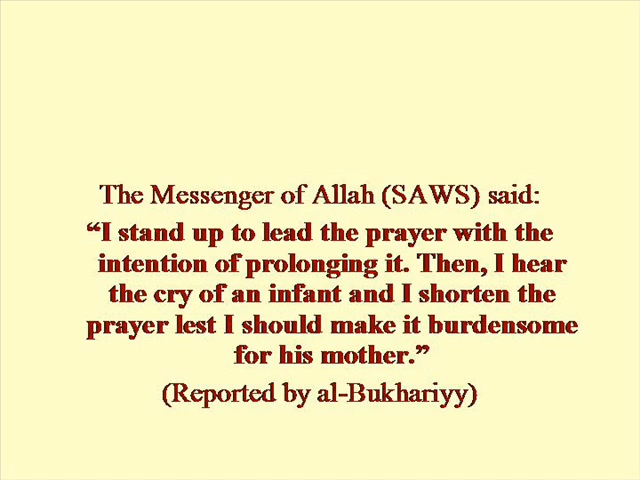 The Messenger of Allah (SAWS) said:
“I stand up to lead the prayer with the
intention of prolonging it. Then, I hear
the cry of an infant and I shorten the
prayer lest I should make it burdensome
for his mother.”
(Reported by al-Bukhariyy)